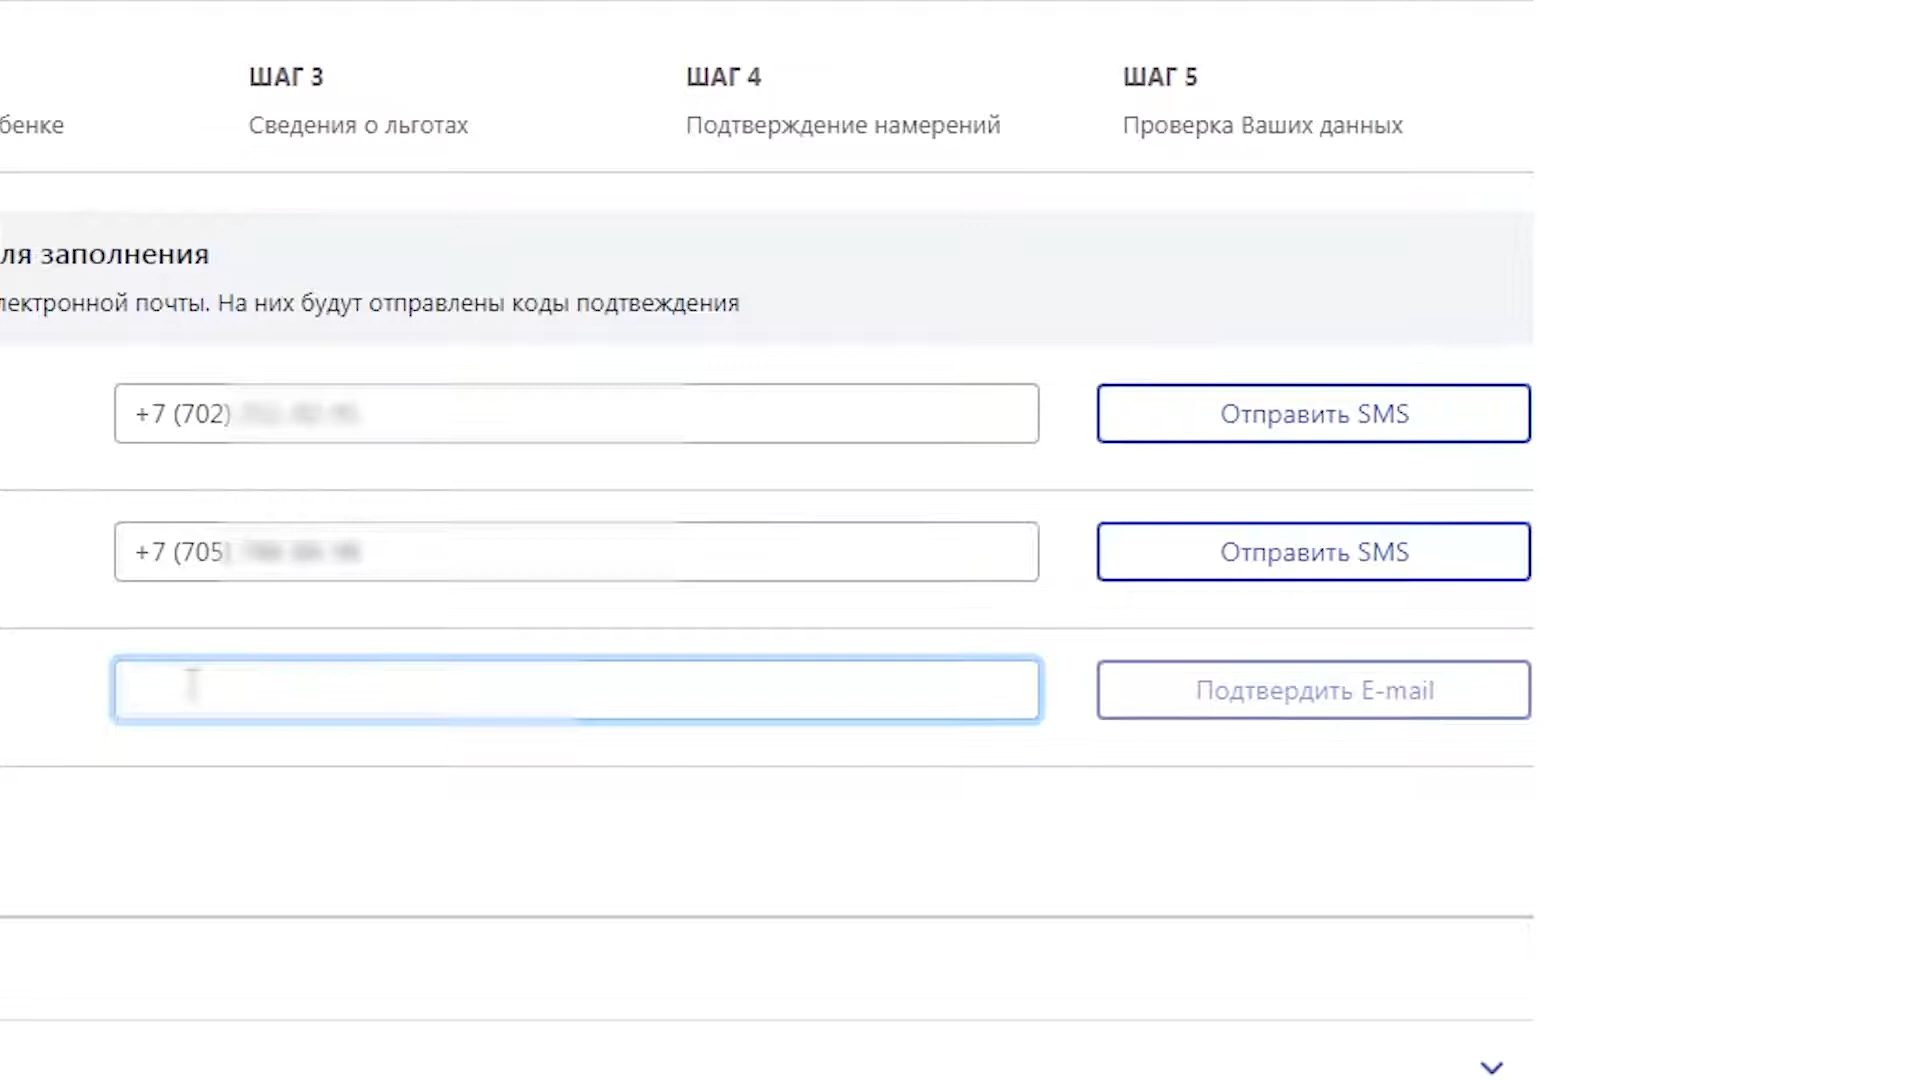 ШАГ 3
ШАГ 4
ШАГ 5
бенке
Сведения о льготах
Подтверждение намерений
Проверка Ваших данных
ля заполнения
лектронной почты. На них будут отправлены коды подтвеждения
+7 (702)
Отправить SMS
+7 (705)
Отправить SMS
Подтвердить E-mail